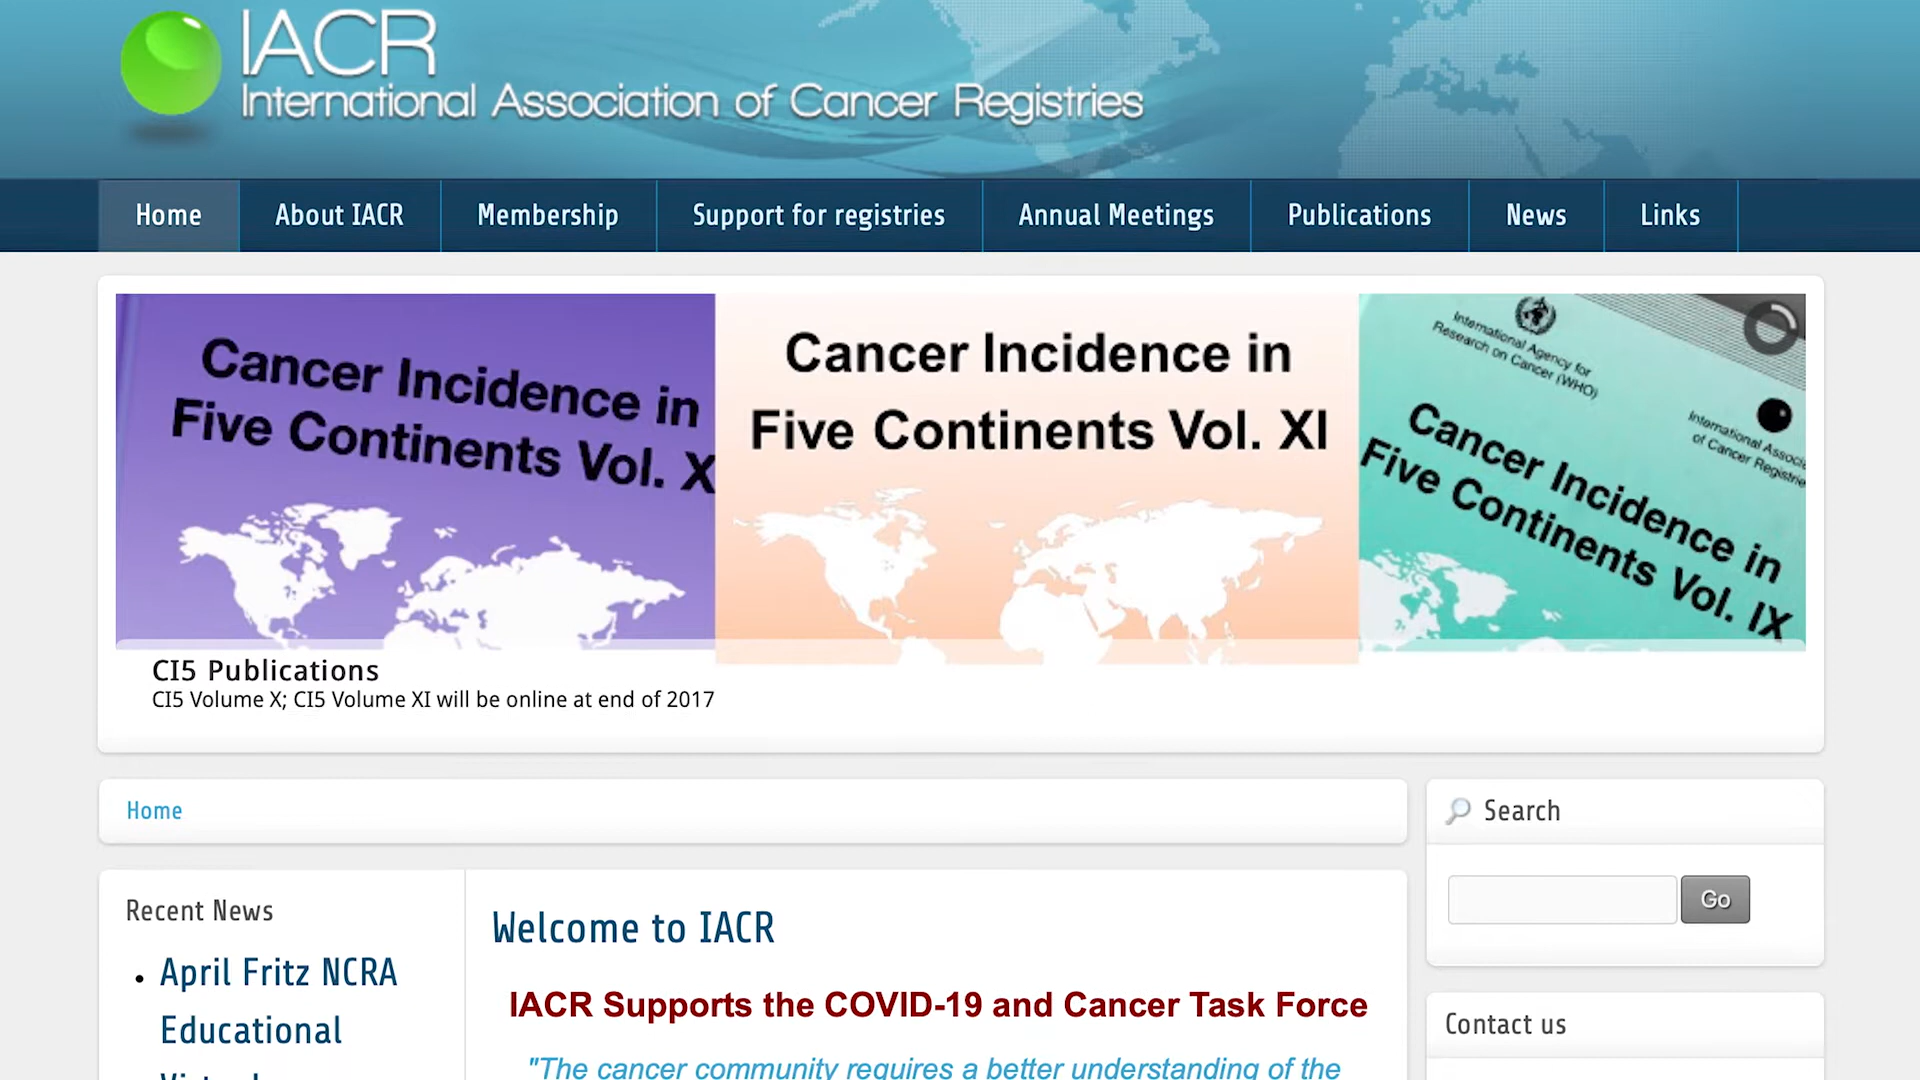 IACR
International Association of Cancer Registries
Home
About IACR
Membership
Support for registries
Annual Meetings
Publications
News
Links
Cancer Incidence in
Five Continents Vol. X
Cancer Incidence in
Five Continents Vol. XI
International Agency for
Research on Cancer (WHO)
International Associa
of Cancer Registrie
Cancer Incidence in
Five Continents Vol. IX
CI5 Publications
CI5 Volume X; CI5 Volume XI will be online at end of 2017
Home
Search
Go
Recent News
• April Fritz NCRA
Educational
Welcome to IACR
IACR Supports the COVID-19 and Cancer Task Force
"The cancer community requires a better understanding of the
Contact us